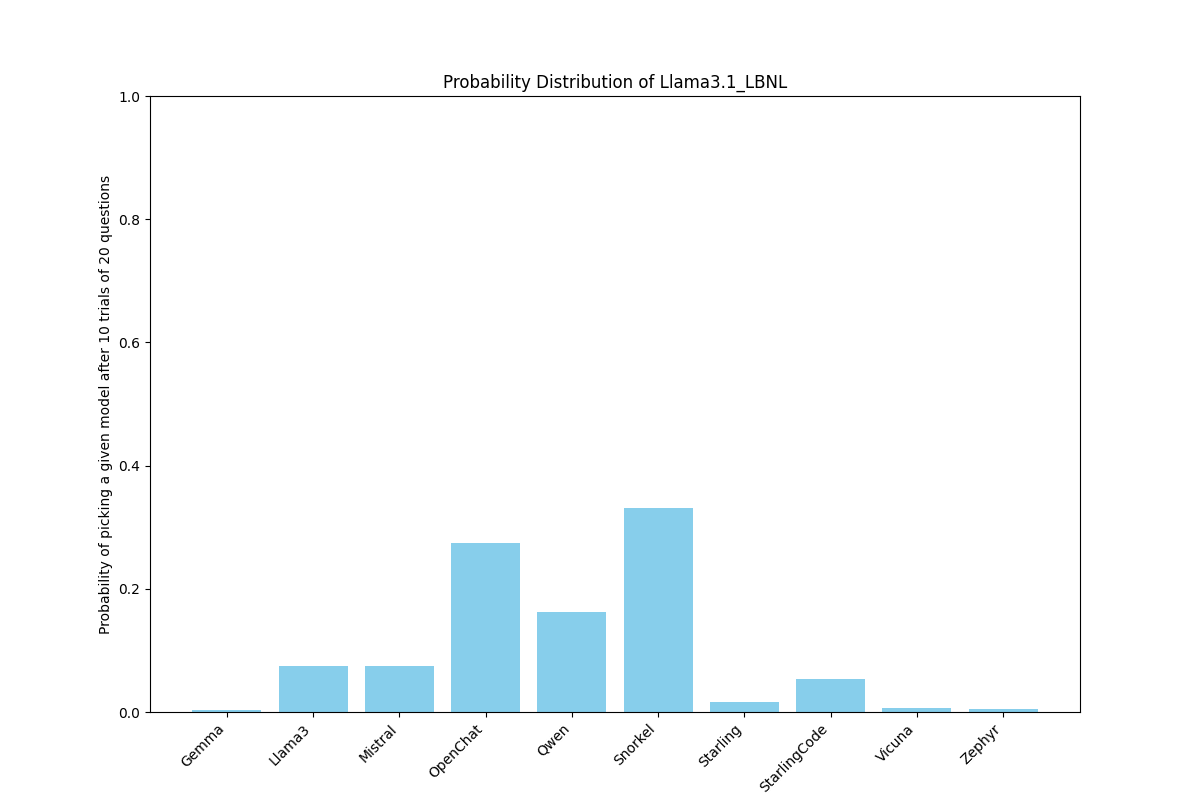 Probability Distribution of Llama3.1_LBNL
Probability of picking a given model after 10 trials of 20 questions
1.0
0.8
0.6
0.4
0.2
0.0
Gemma
Llama3
Mistral
OpenChat
Qwen
Snorkel
Starling
StarlingCode
Vicuna
Zephyr